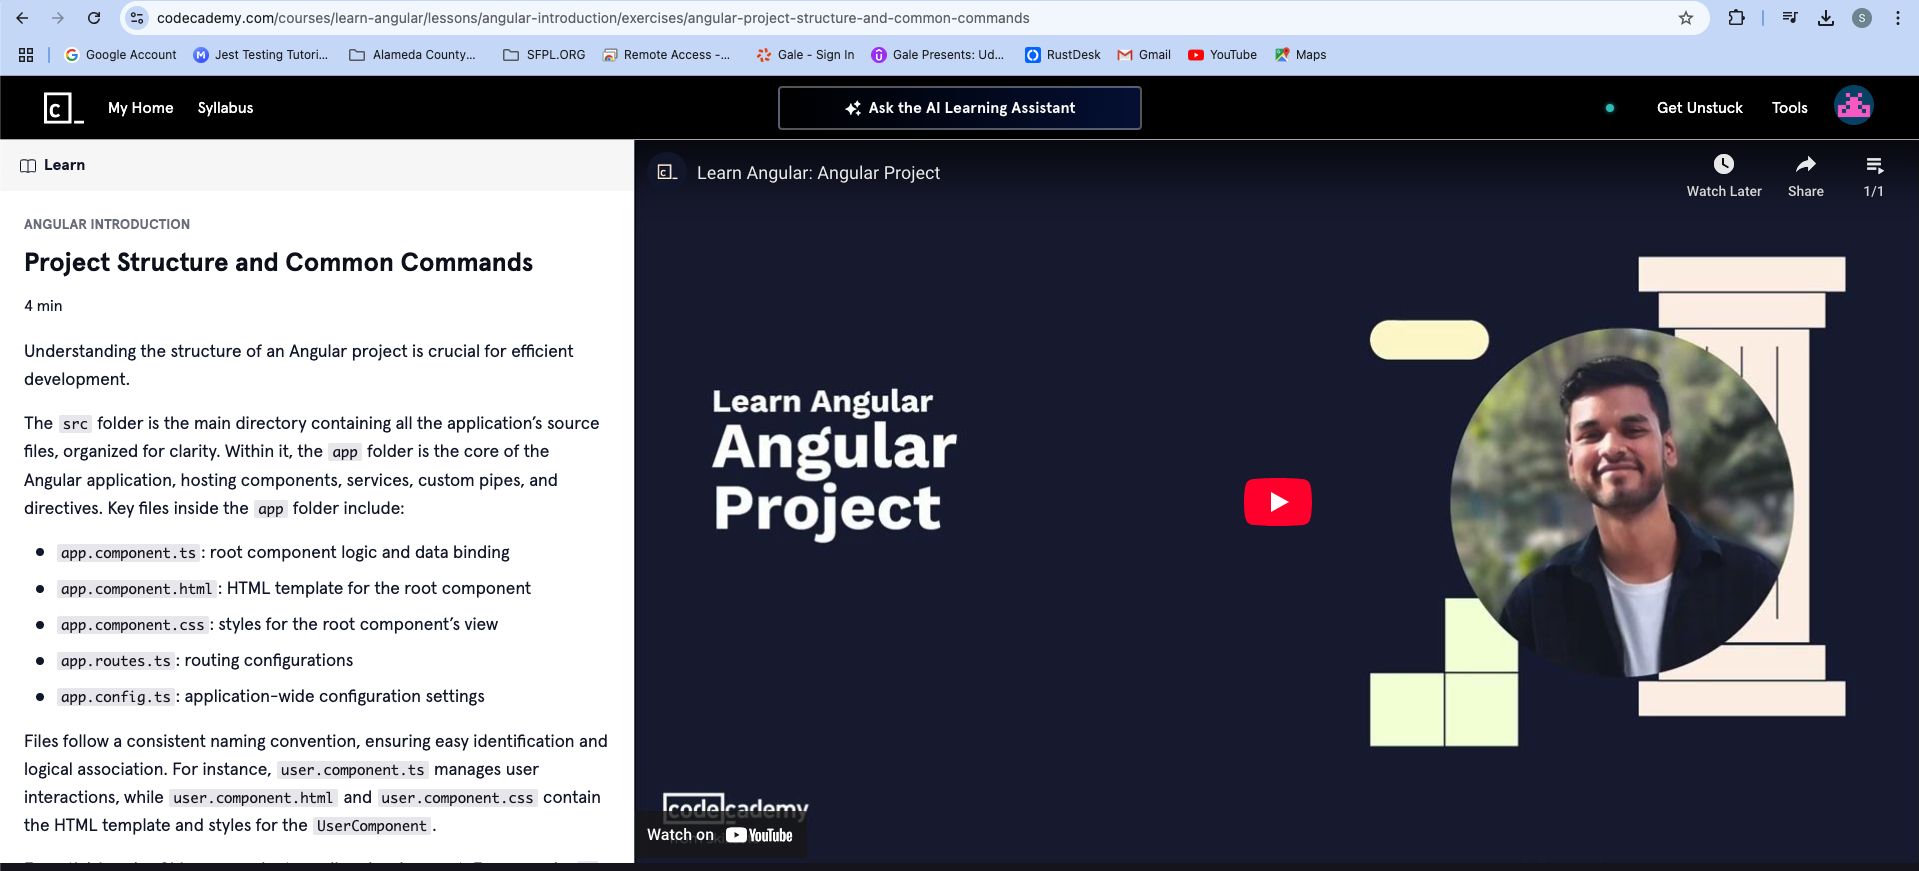 codecademy.com/courses/learn-angular/lessons/angular-introduction/exercises/angular-project-structure-and-common-commands
S
Google Account
Jest Testing Tutori...
Alameda County...
SFPL.ORG
Remote Access -...
Gale - Sign In
Gale Presents: Ud...
RustDesk
Gmail
YouTube
Maps
c_
My Home
Syllabus
Ask the AI Learning Assistant
Get Unstuck
Tools
Learn
ANGULAR INTRODUCTION
Project Structure and Common Commands
4 min
Understanding the structure of an Angular project is crucial for efficient
development.
The src folder is the main directory containing all the application’s source
files, organized for clarity. Within it, the app folder is the core of the
Angular application, hosting components, services, custom pipes, and
directives. Key files inside the app folder include:
app.component.ts: root component logic and data binding
app.component.html: HTML template for the root component
app.component.css: styles for the root component’s view
app.routes.ts: routing configurations
app.config.ts: application-wide configuration settings
Files follow a consistent naming convention, ensuring easy identification and
logical association. For instance, user.component.ts manages user
interactions, while user.component.html and user.component.css contain
the HTML template and styles for the UserComponent.
c_
Learn Angular: Angular Project
Watch Later
Share
1/1
Learn Angular
Angular
Project
codecademy
Watch on YouTube